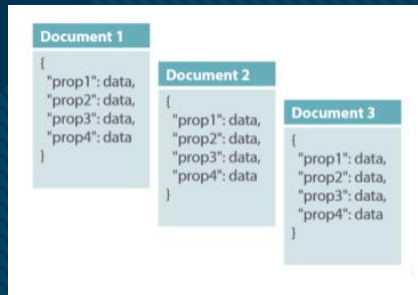 Document 1
{
"prop1": data,
"prop2": data,
"prop3": data,
"prop4": data
}
Document 2
{
"prop1": data,
"prop2": data,
"prop3": data,
"prop4": data
}
Document 3
{
"prop1": data,
"prop2": data,
"prop3": data,
"prop4": data
}